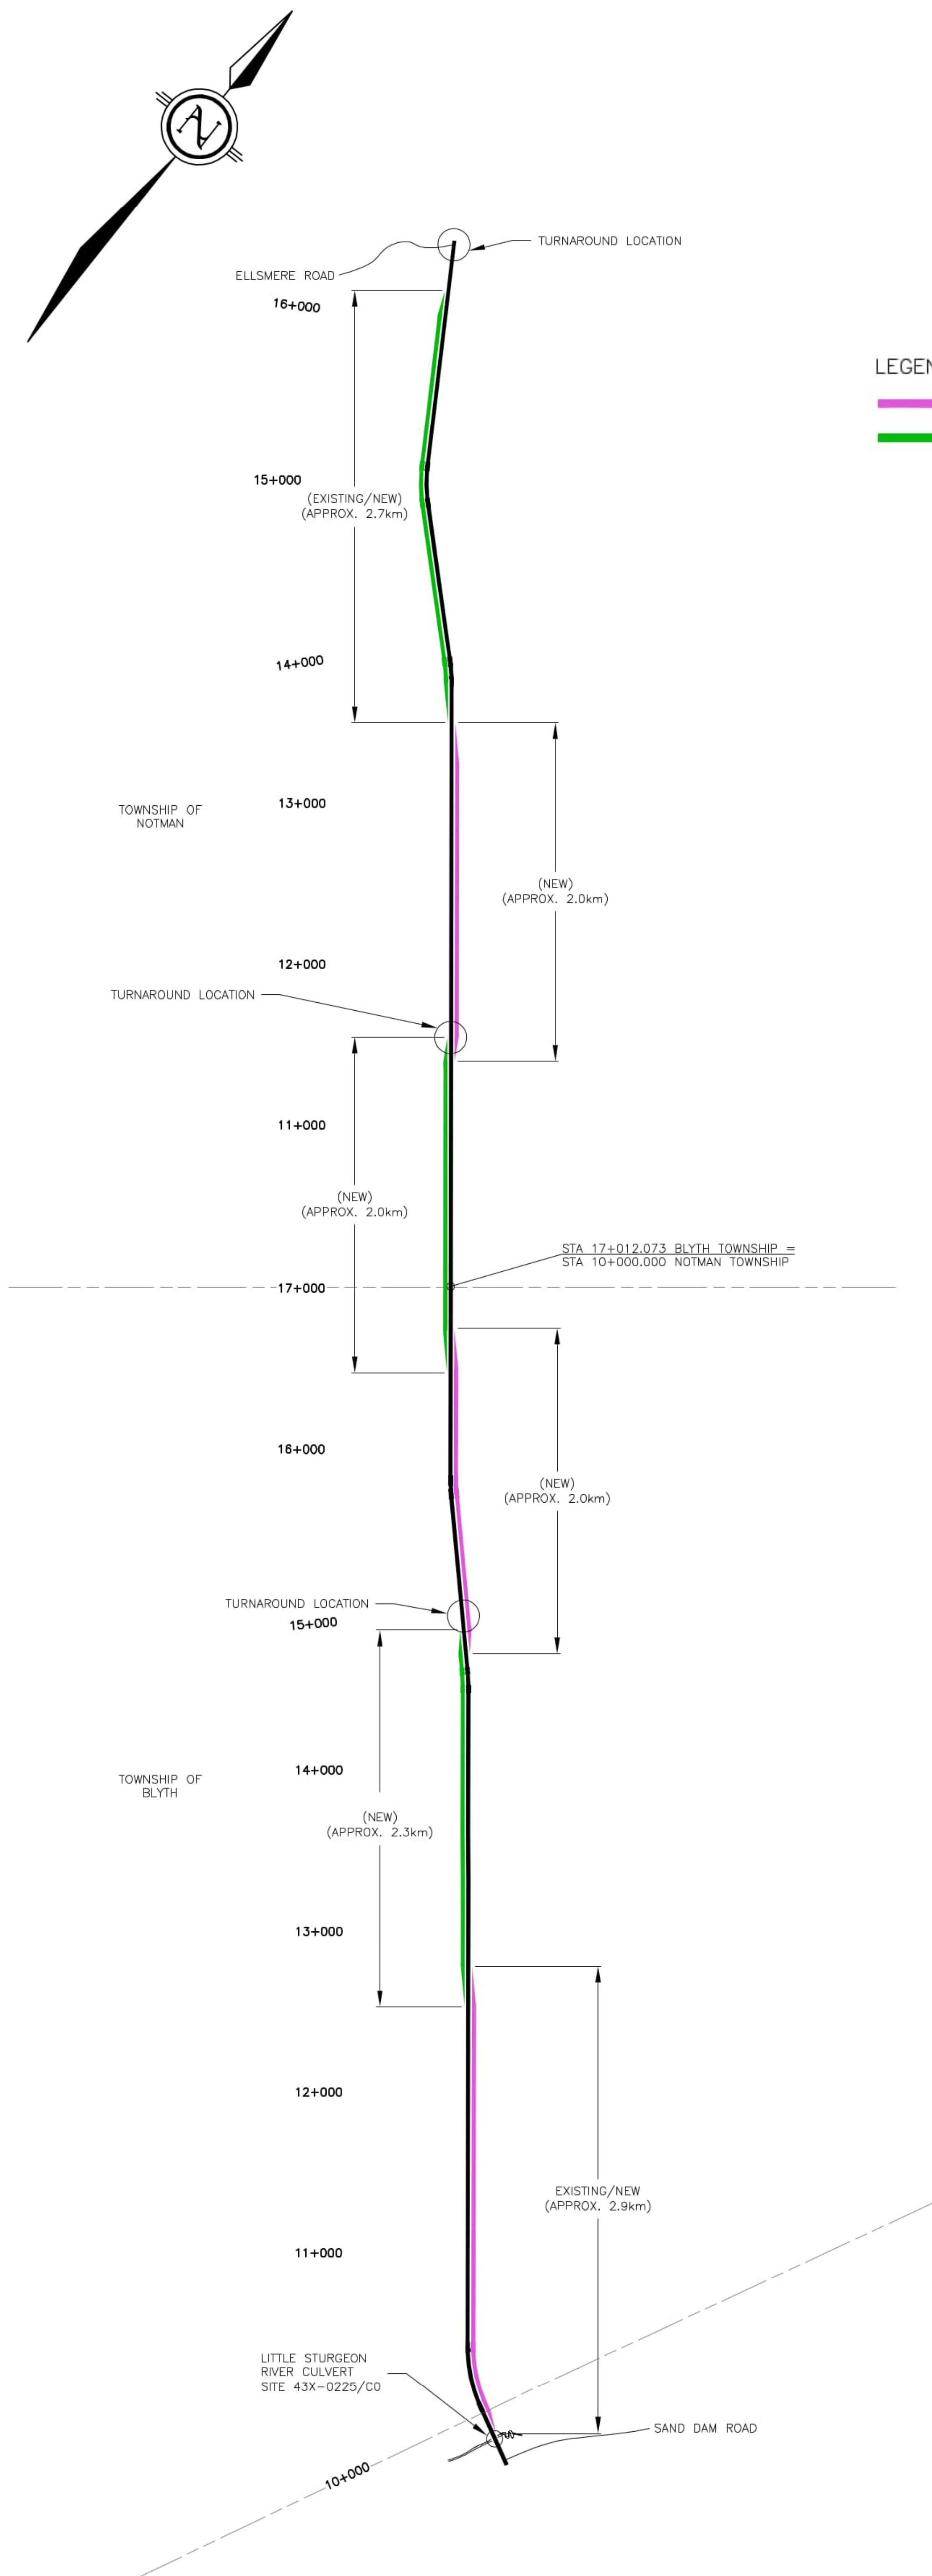 N
TURNAROUND LOCATION
ELLSMERE ROAD
16+000
LEGEN
15+000
(EXISTING/NEW)
(APPROX. 2.7km)
14+000
TOWNSHIP OF
NOTMAN
13+000
(NEW)
(APPROX. 2.0km)
12+000
TURNAROUND LOCATION
11+000
(NEW)
(APPROX. 2.0km)
STA 17+012.073 BLYTH TOWNSHIP =
STA 10+000.000 NOTMAN TOWNSHIP
17+000
16+000
(NEW)
(APPROX. 2.0km)
TURNAROUND LOCATION
15+000
14+000
TOWNSHIP OF
BLYTH
(NEW)
(APPROX. 2.3km)
13+000
12+000
EXISTING/NEW
(APPROX. 2.9km)
11+000
LITTLE STURGEON
RIVER CULVERT
SITE 43X-0225/C0
SAND DAM ROAD
10+000